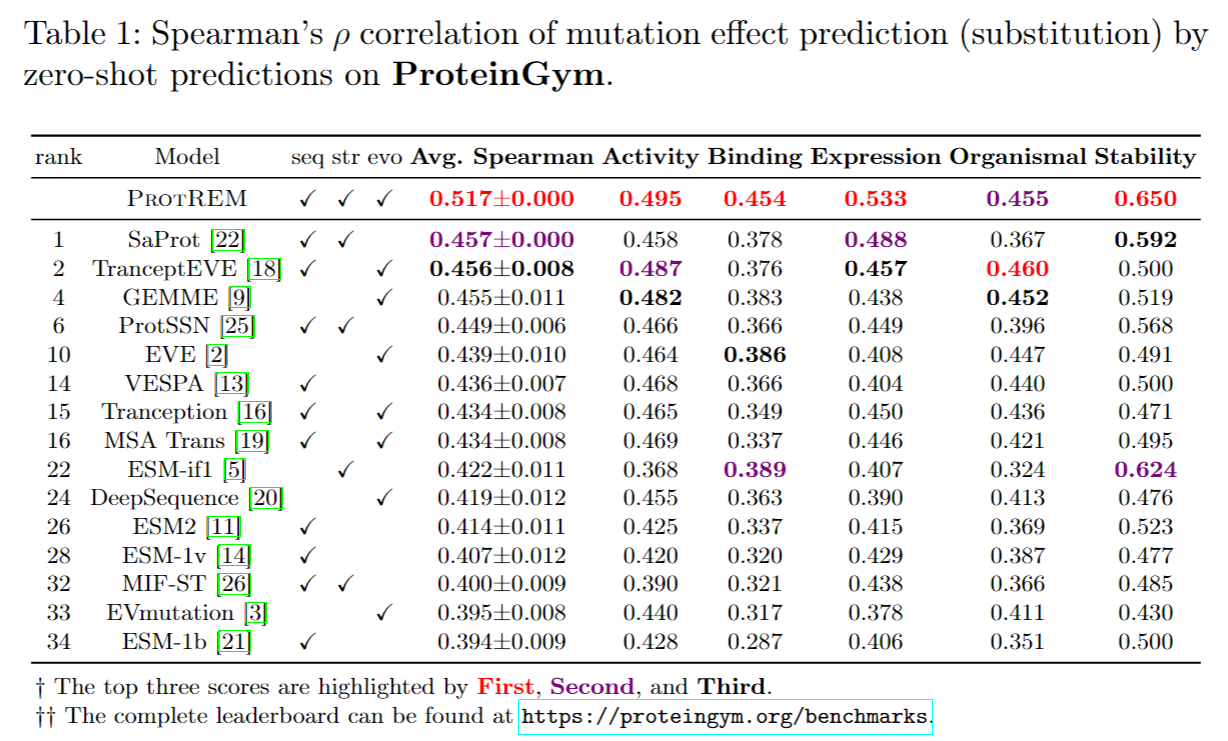 Table 1: Spearman's ρ correlation of mutation effect prediction (substitution) by
zero-shot predictions on ProteinGym.
rank Model seq str evo Avg. Spearman Activity Binding Expression Organismal Stability
PROTREM ✓ ✓ ✓ 0.517±0.000 0.495 0.454 0.533 0.455 0.650
1 SaProt [22] ✓ ✓ 0.457±0.000 0.458 0.378 0.488 0.367 0.592
2 TranceptEVE [18] ✓ ✓ 0.456±0.008 0.487 0.376 0.457 0.460 0.500
4 GEMME [9] ✓ 0.455±0.011 0.482 0.383 0.438 0.452 0.519
6 ProtSSN [25] ✓ ✓ 0.449±0.006 0.466 0.366 0.449 0.396 0.568
10 EVE [2] ✓ 0.439±0.010 0.464 0.386 0.408 0.447 0.491
14 VESPA [13] ✓ 0.436±0.007 0.468 0.366 0.404 0.440 0.500
15 Tranception [16] ✓ ✓ 0.434±0.008 0.465 0.349 0.450 0.436 0.471
16 MSA Trans [19] ✓ ✓ 0.434±0.008 0.469 0.337 0.446 0.421 0.495
22 ESM-if1 [5] ✓ 0.422±0.011 0.368 0.389 0.407 0.324 0.624
24 DeepSequence [20] ✓ 0.419±0.012 0.455 0.363 0.390 0.413 0.476
26 ESM2 [11] ✓ 0.414±0.011 0.425 0.337 0.415 0.369 0.523
28 ESM-1v [14] ✓ 0.407±0.012 0.420 0.320 0.429 0.387 0.477
32 MIF-ST [26] ✓ ✓ 0.400±0.009 0.390 0.321 0.438 0.366 0.485
33 EVmutation [3] ✓ 0.395±0.008 0.440 0.317 0.378 0.411 0.430
34 ESM-1b [21] ✓ 0.394±0.009 0.428 0.287 0.406 0.351 0.500
† The top three scores are highlighted by First, Second, and Third.
†† The complete leaderboard can be found at https://proteingym.org/benchmarks.